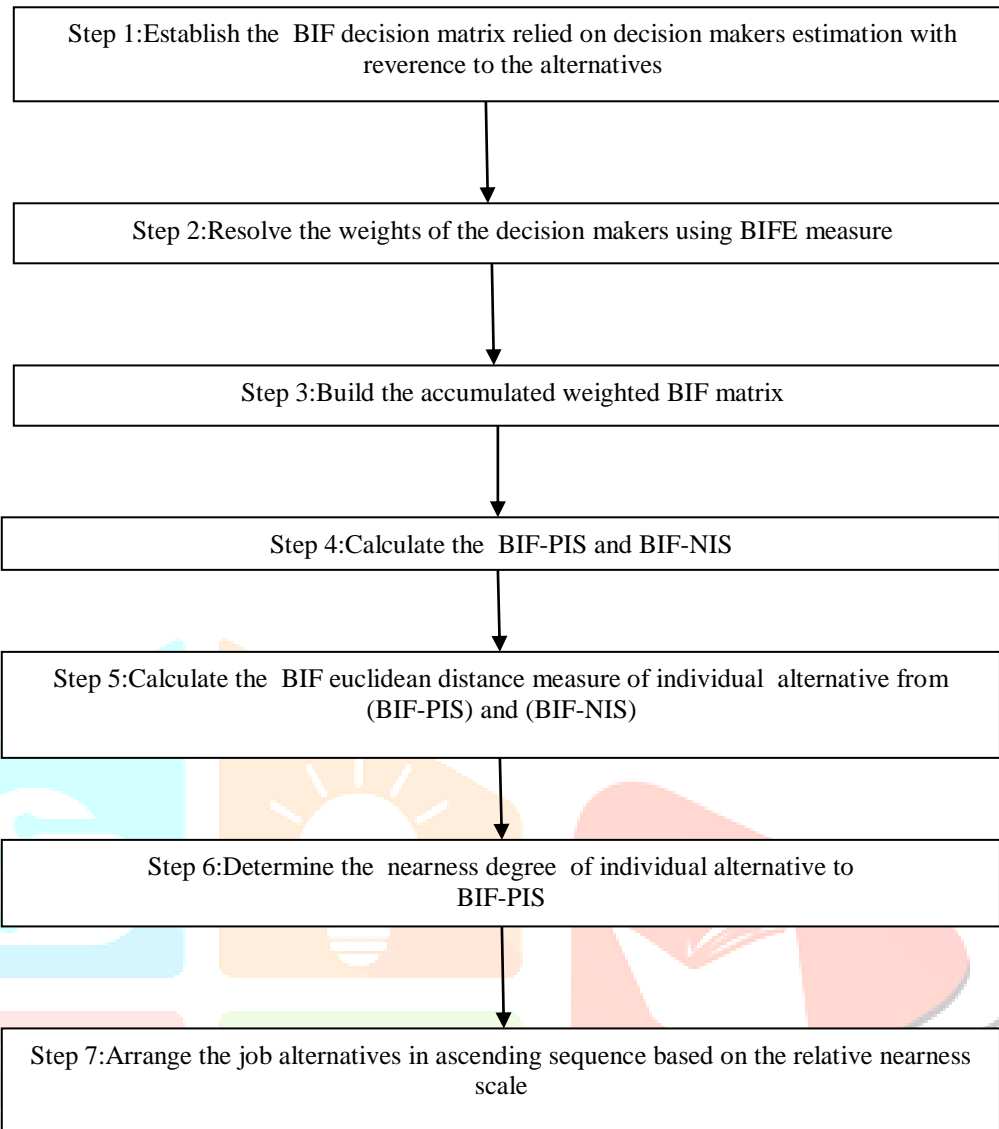 Step 1:Establish the BIF decision matrix relied on decision makers estimation with
reverence to the alternatives
Step 2:Resolve the weights of the decision makers using BIFE measure
Step 3:Build the accumulated weighted BIF matrix
Step 4:Calculate the BIF-PIS and BIF-NIS
Step 5:Calculate the BIF euclidean distance measure of individual alternative from
(BIF-PIS) and (BIF-NIS)
Step 6:Determine the nearness degree of individual alternative to
BIF-PIS
Step 7:Arrange the job alternatives in ascending sequence based on the relative nearness
scale